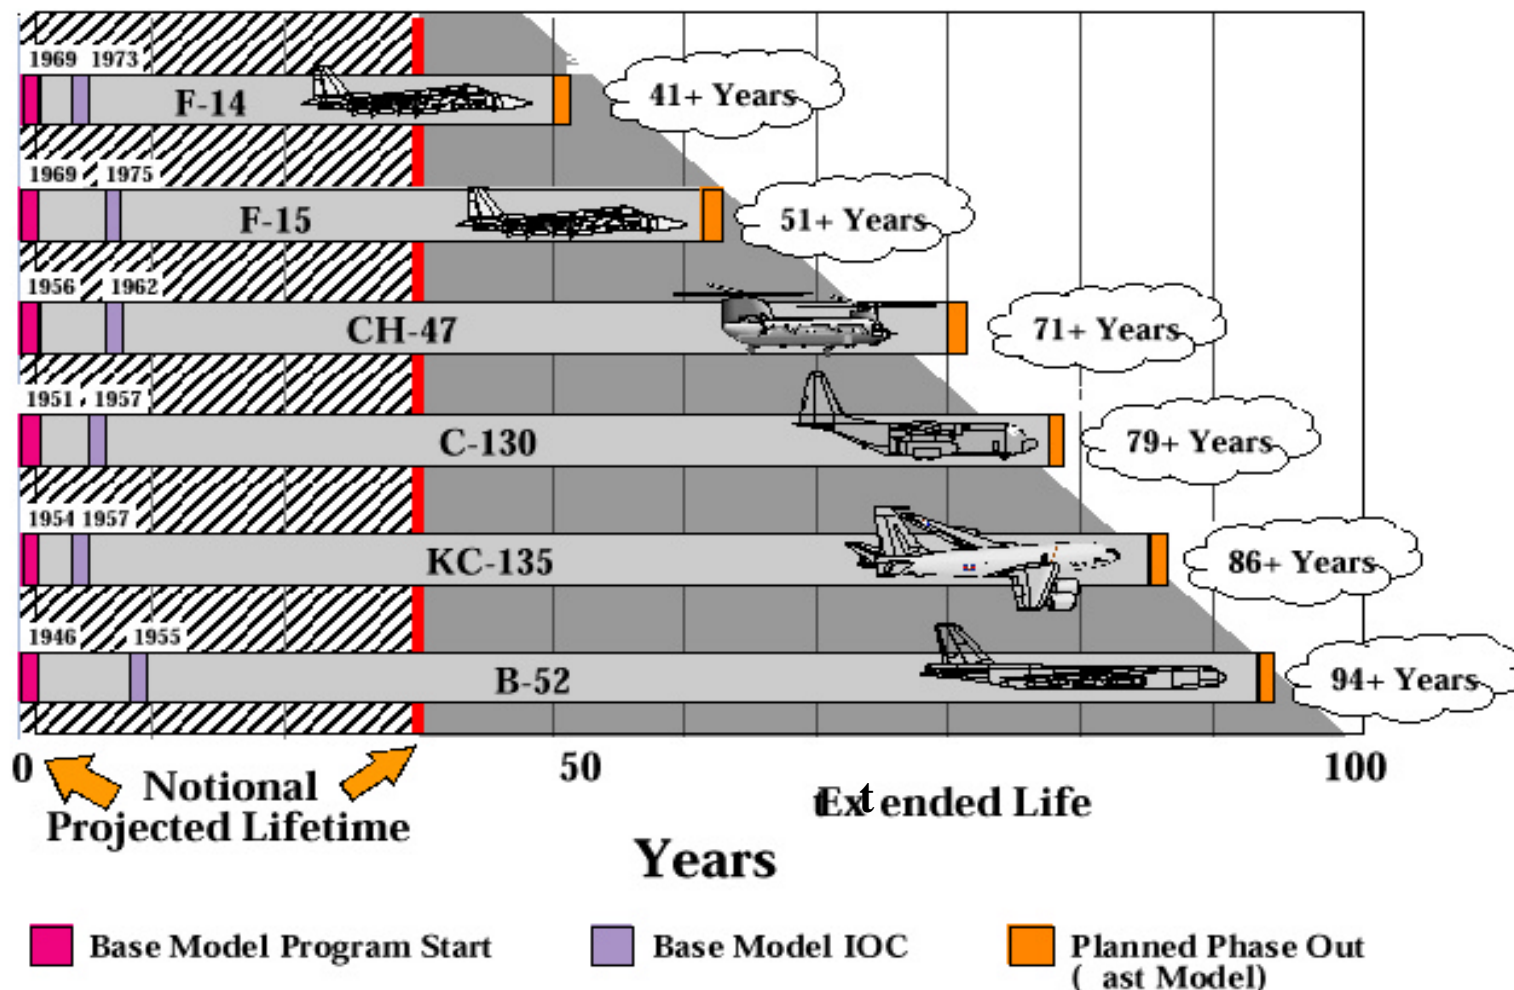 1969 1973
F-14
41+ Years
1969 1975
F-15
51+ Years
1956 1962
CH-47
71+ Years
1951 1957
C-130
79+ Years
1954 1957
KC-135
86+ Years
1946 1955
B-52
94+ Years
0 50 100
Notional
Projected Lifetime
Extended Life
Years
Base Model Program Start
Base Model IOC
Planned Phase Out
( ast Model)